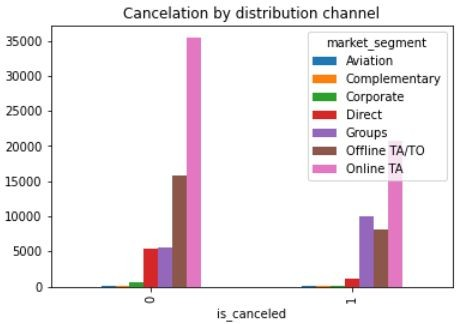 Cancelation by distribution channel
market_segment
Aviation
Complementary
Corporate
Direct
Groups
Offline TA/TO
Online TA
35000
30000
25000
20000
15000
10000
5000
0
0
1
is_canceled